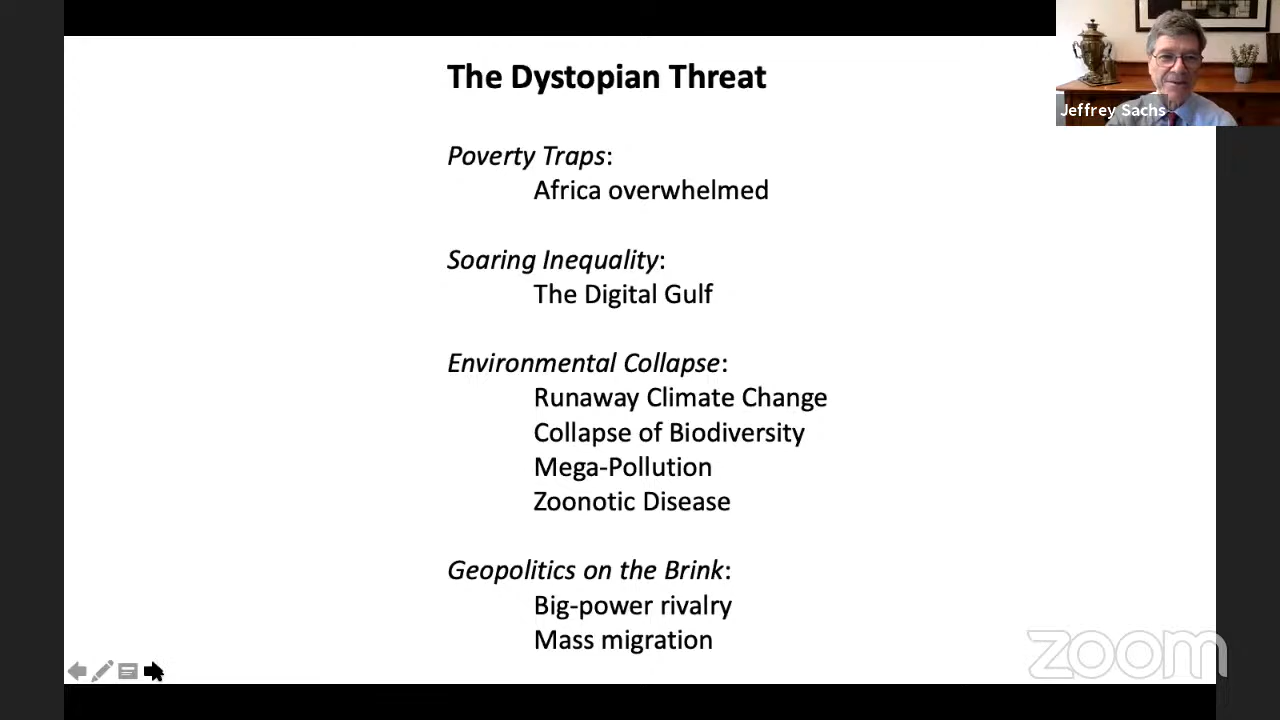 The Dystopian Threat
Jeffrey Sachs
Poverty Traps:
Africa overwhelmed
Soaring Inequality:
The Digital Gulf
Environmental Collapse:
Runaway Climate Change
Collapse of Biodiversity
Mega-Pollution
Zoonotic Disease
Geopolitics on the Brink:
Big-power rivalry
Mass migration
zoom